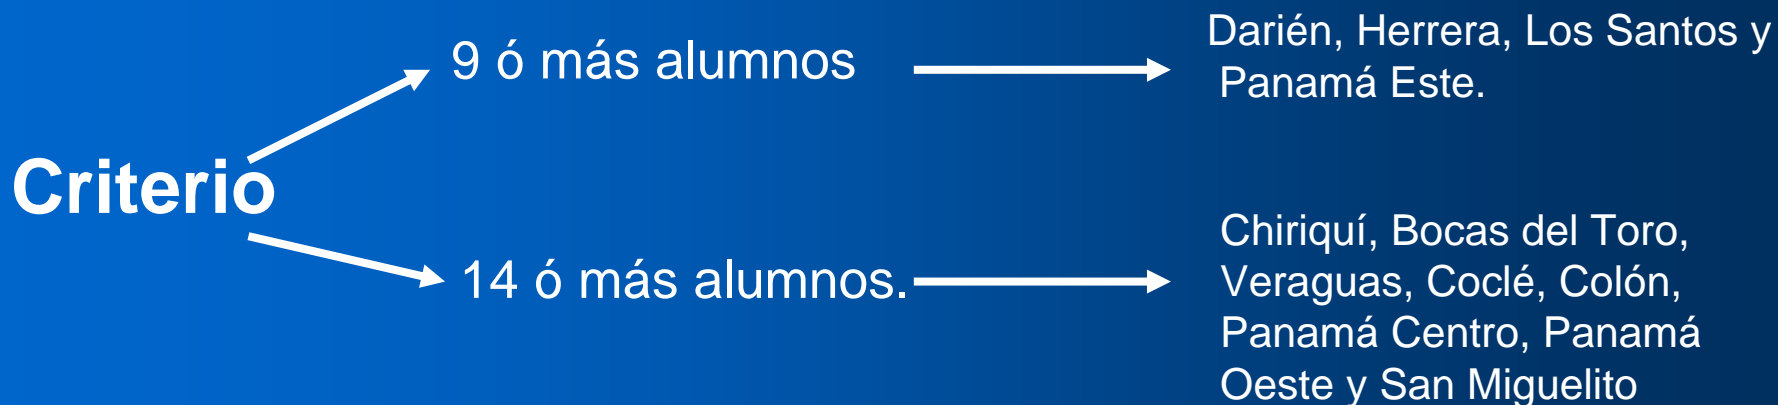 Criterio
9 ó más alumnos
Darién, Herrera, Los Santos y
Panamá Este.
14 ó más alumnos.
Chiriquí, Bocas del Toro,
Veraguas, Coclé, Colón,
Panamá Centro, Panamá
Oeste y San Miguelito